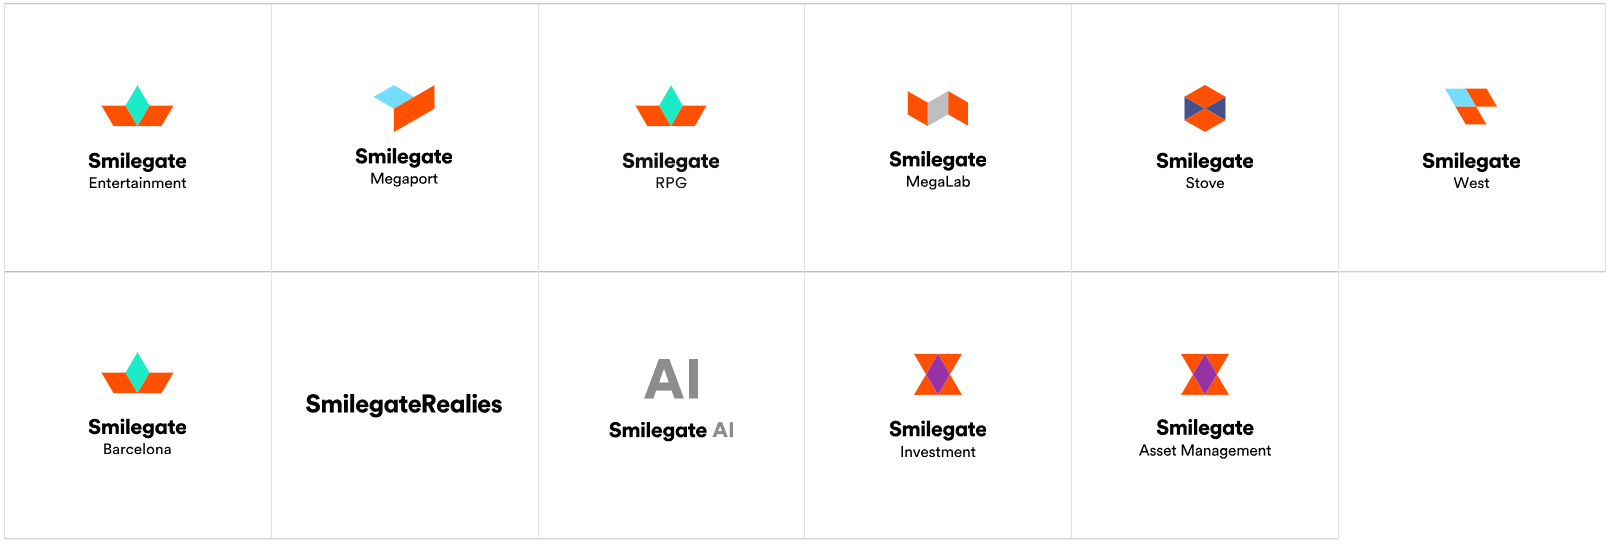 Smilegate
Entertainment
Smilegate
Megaport
Smilegate
RPG
Smilegate
MegaLab
Smilegate
Stove
Smilegate
West
Smilegate
Barcelona
SmilegateRealies
AI
Smilegate AI
Smilegate
Investment
Smilegate
Asset Management